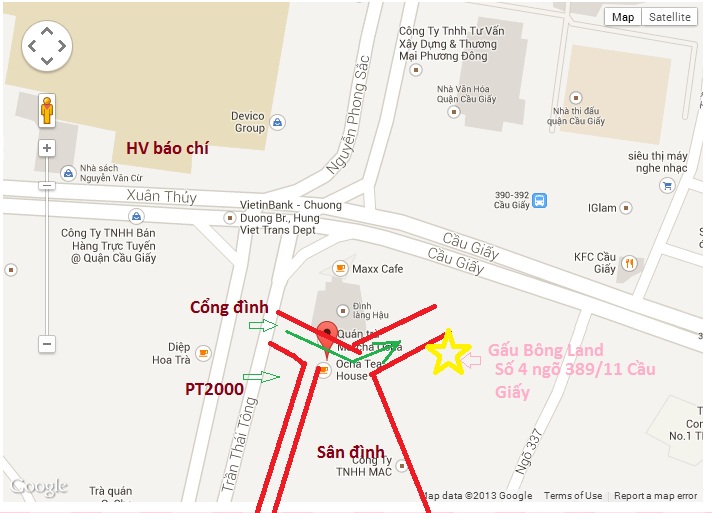 Map
Satellite
Công Ty Tnhh Tư Vấn
Xây Dựng & Thương
Mại Phương Đông
Nguyễn Phong Sắc
Nhà Văn Hóa
Quận Cầu Giấy
Nhà thi đấu
quận Cầu Giấy
Devico
Group
HV báo chí
Nhà sách
Nguyễn Văn Cừ
siêu thị máy
nghe nhạc
Xuân Thủy
390-392
Cầu Giấy
IGlam
VietinBank - Chuong
Duong Br., Hung
Viet Trans Dept
Công Ty TNHH Bán
Hàng Trực Tuyến
@ Quận Cầu Giấy
Cầu Giấy
Cầu Giấy
KFC Cầu
Giấy
Maxx Cafe
Cổng đình
Đình
làng Hậu
Quán trà
Diệp
Hoa Trà
Ocha Tea
House
Gấu Bông Land
Số 4 ngõ 389/11 Cầu
Giấy
PT2000
Trần Thái Tông
Sân đình
Công Ty
TNHH MAC
Ngõ 337
No.1 T
Trà quán
Google
Map data ©2013 Google
Terms of Use
Report a map error